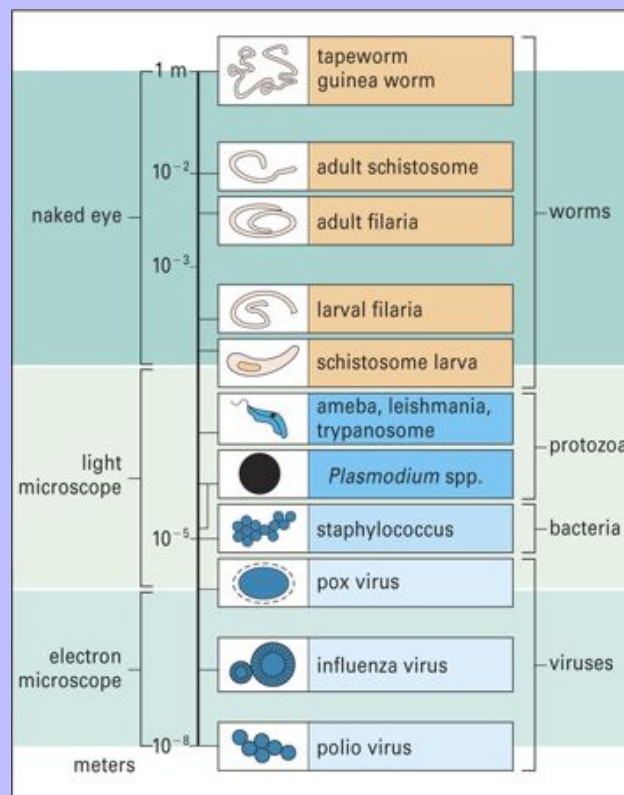 tapeworm
guinea worm
1 m
10⁻²
adult schistosome
naked eye
adult filaria
worms
10⁻³
larval filaria
schistosome larva
ameba, leishmania,
trypanosome
protozoa
light
microscope
Plasmodium spp.
10⁻⁵
staphylococcus
bacteria
pox virus
electron
microscope
influenza virus
viruses
10⁻⁸
polio virus
meters